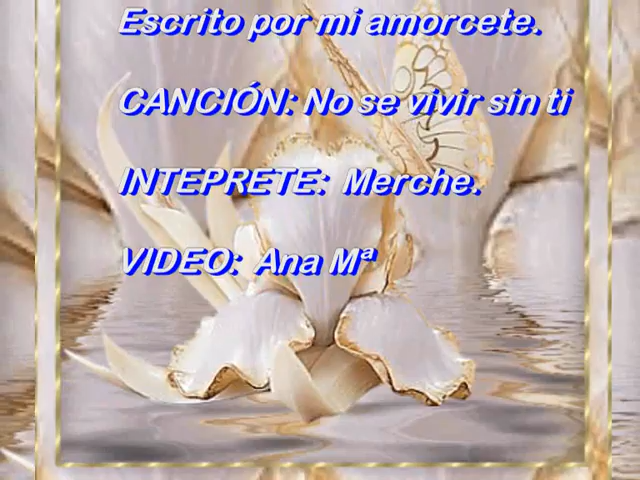 Escrito por mi amorcete.
CANCIÓN: No se vivir sin ti
INTEPRETE: Merche.
VIDEO: Ana Mª